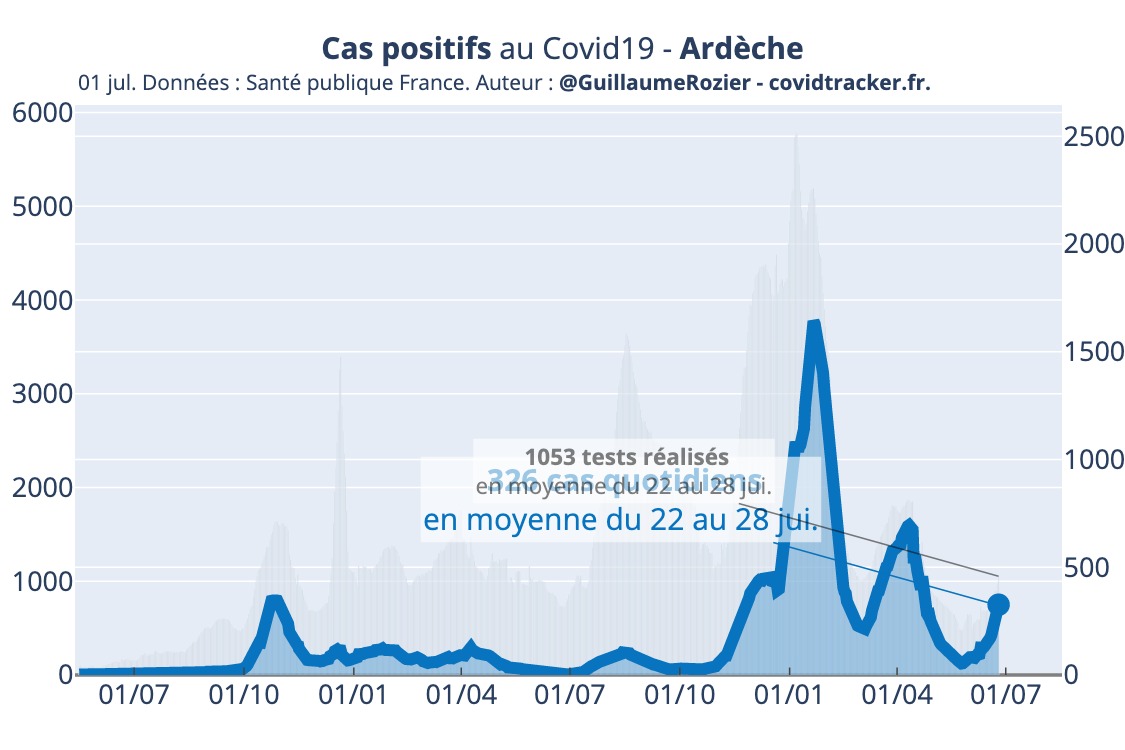 Cas positifs au Covid19 - Ardèche
01 jul. Données : Santé publique France. Auteur : @GuillaumeRozier - covidtracker.fr.
6000
5000
4000
3000
2000
1000
0
2500
2000
1500
1000
500
0
1053 tests réalisés
en moyenne du 22 au 28 jui.
326 cas quotidiens
en moyenne du 22 au 28 jui.
01/07 01/10 01/01 01/04 01/07 01/10 01/01 01/04 01/07